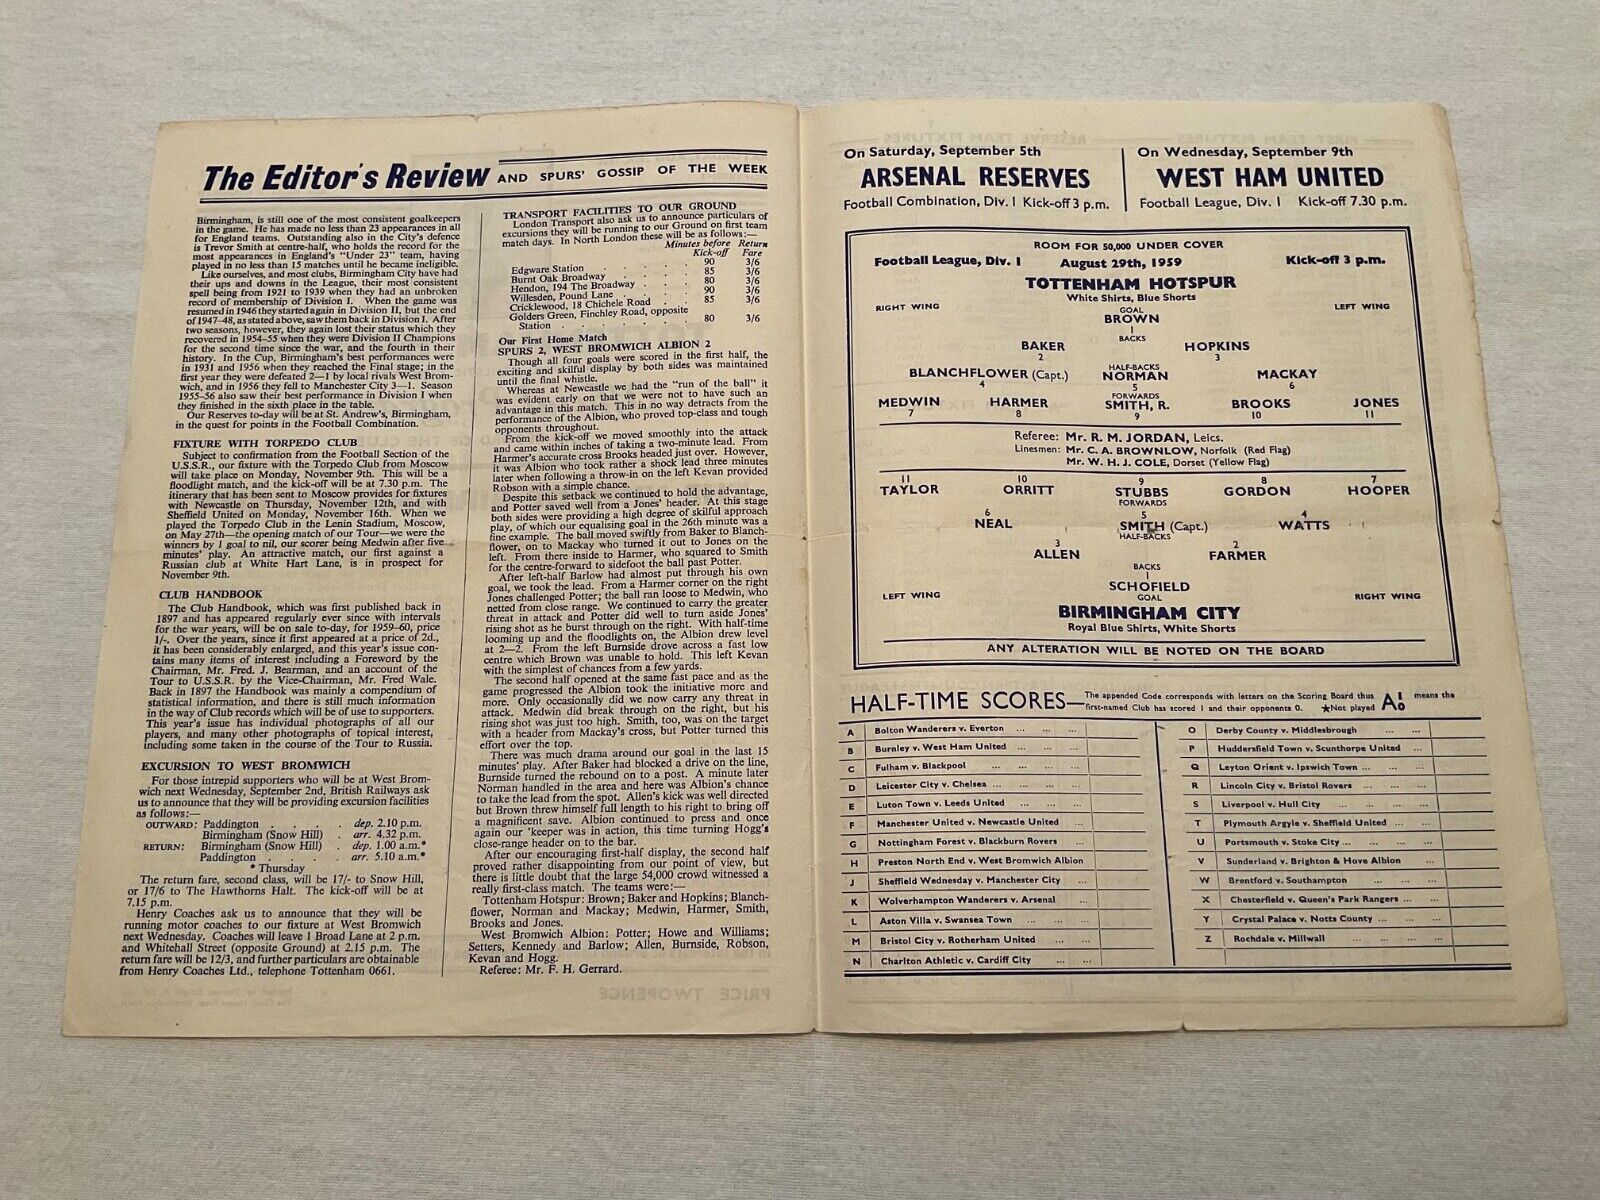 The Editor's Review AND SPURS' GOSSIP OF THE WEEK
Birmingham, is still one of the most consistent goalkeepers
in the game. He has made no less than 23 appearances in all
for England teams. Outstanding also in the City's defence
is Trevor Smith at centre-half, who holds the record for the
most appearances in England's "Under 23" team, having
played in no less than 15 matches until he became ineligible.
Like ourselves, and most clubs, Birmingham City have had
their ups and downs in the League, their most consistent
spell being from 1921 to 1939 when they had an unbroken
record of membership of Division I. When the game was
resumed in 1946 they started again in Division II, but the end
of 1947-48, as stated above, saw them back in Division I. After
two seasons, however, they again lost their status which they
recovered in 1954-55 when they were Division II Champions
for the second time since the war, and the fourth in their
history. In the Cup, Birmingham's best performances were
in 1931 and 1956 when they reached the Final stage; in the
first year they were defeated 2—1 by local rivals West Brom-
wich, and in 1956 they fell to Manchester City 3—1. Season
1955-56 also saw their best performance in Division I when
they finished in the sixth place in the table.
Our Reserves to-day will be at St. Andrew's, Birmingham,
in the quest for points in the Football Combination.
FIXTURE WITH TORPEDO CLUB
Subject to confirmation from the Football Section of the
U.S.S.R., our fixture with the Torpedo Club from Moscow
will take place on Monday, November 9th. This will be a
floodlight match, and the kick-off will be at 7.30 p.m. The
itinerary that has been sent to Moscow provides for fixtures
with Newcastle on Thursday, November 12th, and with
Sheffield United on Monday, November 16th. When we
played the Torpedo Club in the Lenin Stadium, Moscow,
on May 27th—the opening match of our Tour—we were the
winners by 1 goal to nil, our scorer being Medwin after five
minutes' play. An attractive match, our first against a
Russian club at White Hart Lane, is in prospect for
November 9th.
CLUB HANDBOOK
The Club Handbook, which was first published back in
1897 and has appeared regularly ever since with intervals
for the war years, will be on sale to-day, for 1959-60, price
1/-. Over the years, since it first appeared at a price of 2d.,
it has been considerably enlarged, and this year's issue con-
tains many items of interest including a Foreword by the
Chairman, Mr. Fred. J. Bearman, and an account of the
Tour to U.S.S.R. by the Vice-Chairman, Mr. Fred Wale.
Back in 1897 the Handbook was mainly a compendium of
statistical information, and there is still much information
in the way of Club records which will be of use to supporters.
This year's issue has individual photographs of all our
players, and many other photographs of topical interest,
including some taken in the course of the Tour to Russia.
EXCURSION TO WEST BROMWICH
For those intrepid supporters who will be at West Brom-
wich next Wednesday, September 2nd, British Railways ask
us to announce that they will be providing excursion facilities
as follows:—
OUTWARD: Paddington . . . . dep. 2.10 p.m.
Birmingham (Snow Hill) . arr. 4.32 p.m.
RETURN: Birmingham (Snow Hill) . dep. 1.00 a.m.*
Paddington . . . . arr. 5.10 a.m.*
* Thursday
The return fare, second class, will be 17/- to Snow Hill,
or 17/6 to The Hawthorns Halt. The kick-off will be at
7.15 p.m.
Henry Coaches ask us to announce that they will be
running motor coaches to our fixture at West Bromwich
next Wednesday. Coaches will leave 1 Broad Lane at 2 p.m.
and Whitehall Street (opposite Ground) at 2.15 p.m. The
return fare will be 12/3, and further particulars are obtainable
from Henry Coaches Ltd., telephone Tottenham 0661.
TRANSPORT FACILITIES TO OUR GROUND
London Transport also ask us to announce particulars of
excursions they will be running to our Ground on first team
match days. In North London these will be as follows:—
Minutes before Return
Kick-off Fare
Edgware Station . . . . . 90 3/6
Burnt Oak Broadway . . . . 85 3/6
Hendon, 194 The Broadway . . . 80 3/6
Willesden, Pound Lane . . . . 90 3/6
Cricklewood, 18 Chichele Road . . 85 3/6
Golders Green, Finchley Road, opposite
Station . . . . . . 80 3/6
Our First Home Match
SPURS 2, WEST BROMWICH ALBION 2
Though all four goals were scored in the first half, the
exciting and skilful display by both sides was maintained
until the final whistle.
Whereas at Newcastle we had the "run of the ball" it
was evident early on that we were not to have such an
advantage in this match. This in no way detracts from the
performance of the Albion, who proved top-class and tough
opponents throughout.
From the kick-off we moved smoothly into the attack
and came within inches of taking a two-minute lead. From
Harmer's accurate cross Brooks headed just over. However,
it was Albion who took rather a shock lead three minutes
later when following a throw-in on the left Kevan provided
Robson with a simple chance.
Despite this setback we continued to hold the advantage,
and Potter saved well from a Jones' header. At this stage
both sides were providing a high degree of skilful approach
play, of which our equalising goal in the 26th minute was a
fine example. The ball moved swiftly from Baker to Blanch-
flower, on to Mackay who turned it out to Jones on the
left. From there inside to Harmer, who squared to Smith
for the centre-forward to sidefoot the ball past Potter.
After left-half Barlow had almost put through his own
goal, we took the lead. From a Harmer corner on the right
Jones challenged Potter; the ball ran loose to Medwin, who
netted from close range. We continued to carry the greater
threat in attack and Potter did well to turn aside Jones'
rising shot as he burst through on the right. With half-time
looming up and the floodlights on, the Albion drew level
at 2—2. From the left Burnside drove across a fast low
centre which Brown was unable to hold. This left Kevan
with the simplest of chances from a few yards.
The second half opened at the same fast pace and as the
game progressed the Albion took the initiative more and
more. Only occasionally did we now carry any threat in
attack. Medwin did break through on the right, but his
rising shot was just too high. Smith, too, was on the target
with a header from Mackay's cross, but Potter turned this
effort over the top.
There was much drama around our goal in the last 15
minutes' play. After Baker had blocked a drive on the line,
Burnside turned the rebound on to a post. A minute later
Norman handled in the area and here was Albion's chance
to take the lead from the spot. Allen's kick was well directed
but Brown threw himself full length to his right to bring off
a magnificent save. Albion continued to press and once
again our 'keeper was in action, this time turning Hogg's
close-range header on to the bar.
After our encouraging first-half display, the second half
proved rather disappointing from our point of view, but
there is little doubt that the large 54,000 crowd witnessed a
really first-class match. The teams were:—
Tottenham Hotspur: Brown; Baker and Hopkins; Blanch-
flower, Norman and Mackay; Medwin, Harmer, Smith,
Brooks and Jones.
West Bromwich Albion: Potter; Howe and Williams;
Setters, Kennedy and Barlow; Allen, Burnside, Robson,
Kevan and Hogg.
Referee: Mr. F. H. Gerrard.
On Saturday, September 5th
ARSENAL RESERVES
Football Combination, Div. I Kick-off 3 p.m.
On Wednesday, September 9th
WEST HAM UNITED
Football League, Div. I Kick-off 7.30 p.m.
ROOM FOR 50,000 UNDER COVER
Football League, Div. I August 29th, 1959 Kick-off 3 p.m.
TOTTENHAM HOTSPUR
White Shirts, Blue Shorts
RIGHT WING LEFT WING
GOAL
BROWN
1
BACKS
BAKER HOPKINS
2 3
HALF-BACKS
BLANCHFLOWER (Capt.) NORMAN MACKAY
4 5 6
FORWARDS
MEDWIN HARMER SMITH, R. BROOKS JONES
7 8 9 10 11
Referee: Mr. R. M. JORDAN, Leics.
Linesmen: Mr. C. A. BROWNLOW, Norfolk (Red Flag)
Mr. W. H. J. COLE, Dorset (Yellow Flag)
11 10 9 8 7
TAYLOR ORRITT STUBBS GORDON HOOPER
FORWARDS
6 5 4
NEAL SMITH (Capt.) WATTS
HALF-BACKS
3 2
ALLEN FARMER
BACKS
1
SCHOFIELD
GOAL
LEFT WING RIGHT WING
BIRMINGHAM CITY
Royal Blue Shirts, White Shorts
ANY ALTERATION WILL BE NOTED ON THE BOARD
HALF-TIME SCORES— The appended Code corresponds with letters on the Scoring Board thus A 1 0 means the
first-named Club has scored 1 and their opponents 0. ★Not played
A Bolton Wanderers v. Everton
B Burnley v. West Ham United
C Fulham v. Blackpool
D Leicester City v. Chelsea
E Luton Town v. Leeds United
F Manchester United v. Newcastle United
G Nottingham Forest v. Blackburn Rovers
H Preston North End v. West Bromwich Albion
J Sheffield Wednesday v. Manchester City
K Wolverhampton Wanderers v. Arsenal
L Aston Villa v. Swansea Town
M Bristol City v. Rotherham United
N Charlton Athletic v. Cardiff City
O Derby County v. Middlesbrough
P Huddersfield Town v. Scunthorpe United
Q Leyton Orient v. Ipswich Town
R Lincoln City v. Bristol Rovers
S Liverpool v. Hull City
T Plymouth Argyle v. Sheffield United
U Portsmouth v. Stoke City
V Sunderland v. Brighton & Hove Albion
W Brentford v. Southampton
X Chesterfield v. Queen's Park Rangers
Y Crystal Palace v. Notts County
Z Rochdale v. Millwall